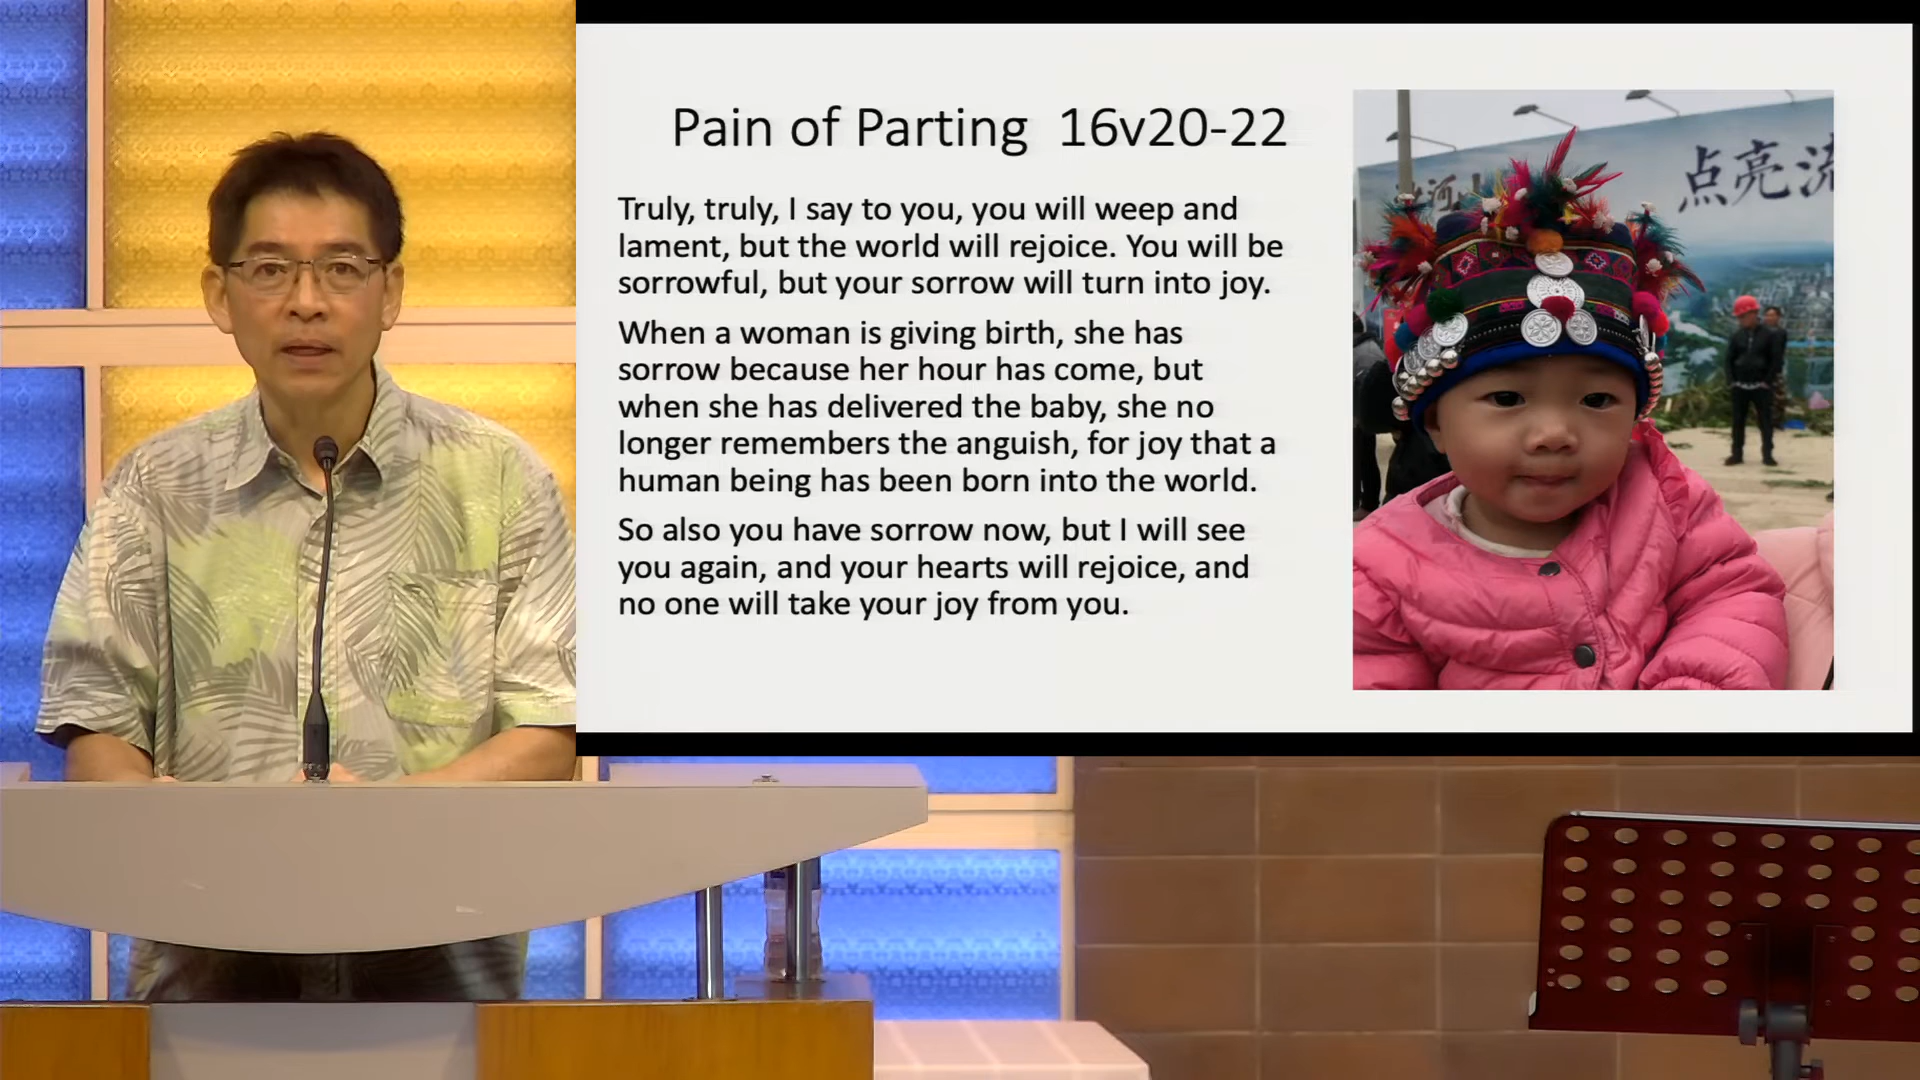 Pain of Parting 16v20-22
Truly, truly, I say to you, you will weep and
lament, but the world will rejoice. You will be
sorrowful, but your sorrow will turn into joy.
When a woman is giving birth, she has
sorrow because her hour has come, but
when she has delivered the baby, she no
longer remembers the anguish, for joy that a
human being has been born into the world.
So also you have sorrow now, but I will see
you again, and your hearts will rejoice, and
no one will take your joy from you.
点亮流